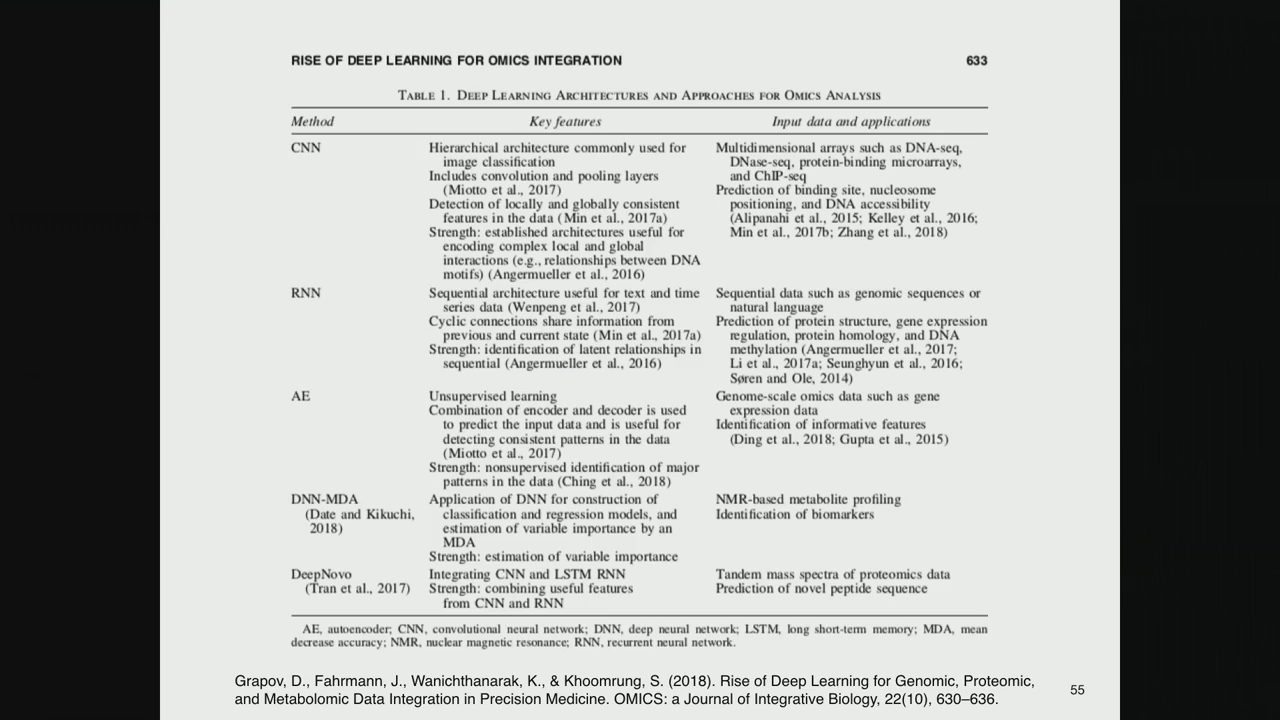 RISE OF DEEP LEARNING FOR OMICS INTEGRATION 633
TABLE 1. DEEP LEARNING ARCHITECTURES AND APPROACHES FOR OMICS ANALYSIS
Method Key features Input data and applications
CNN Hierarchical architecture commonly used for Multidimensional arrays such as DNA-seq,
image classification DNase-seq, protein-binding microarrays,
Includes convolution and pooling layers and ChIP-seq
(Miotto et al., 2017) Prediction of binding site, nucleosome
Detection of locally and globally consistent positioning, and DNA accessibility
features in the data (Min et al., 2017a) (Alipanahi et al., 2015; Kelley et al., 2016;
Strength: established architectures useful for Min et al., 2017b; Zhang et al., 2018)
encoding complex local and global
interactions (e.g., relationships between DNA
motifs) (Angermueller et al., 2016)
RNN Sequential architecture useful for text and time Sequential data such as genomic sequences or
series data (Wenpeng et al., 2017) natural language
Cyclic connections share information from Prediction of protein structure, gene expression
previous and current state (Min et al., 2017a) regulation, protein homology, and DNA
Strength: identification of latent relationships in methylation (Angermueller et al., 2017;
sequential (Angermueller et al., 2016) Li et al., 2017a; Seunghyun et al., 2016;
Søren and Ole, 2014)
AE Unsupervised learning Genome-scale omics data such as gene
Combination of encoder and decoder is used expression data
to predict the input data and is useful for Identification of informative features
detecting consistent patterns in the data (Ding et al., 2018; Gupta et al., 2015)
(Miotto et al., 2017)
Strength: nonsupervised identification of major
patterns in the data (Ching et al., 2018)
DNN-MDA Application of DNN for construction of NMR-based metabolite profiling
(Date and Kikuchi, classification and regression models, and Identification of biomarkers
2018) estimation of variable importance by an
MDA
Strength: estimation of variable importance
DeepNovo Integrating CNN and LSTM RNN Tandem mass spectra of proteomics data
(Tran et al., 2017) Strength: combining useful features Prediction of novel peptide sequence
from CNN and RNN
AE, autoencoder; CNN, convolutional neural network; DNN, deep neural network; LSTM, long short-term memory; MDA, mean
decrease accuracy; NMR, nuclear magnetic resonance; RNN, recurrent neural network.
Grapov, D., Fahrmann, J., Wanichthanarak, K., & Khoomrung, S. (2018). Rise of Deep Learning for Genomic, Proteomic,
and Metabolomic Data Integration in Precision Medicine. OMICS: a Journal of Integrative Biology, 22(10), 630–636.
55